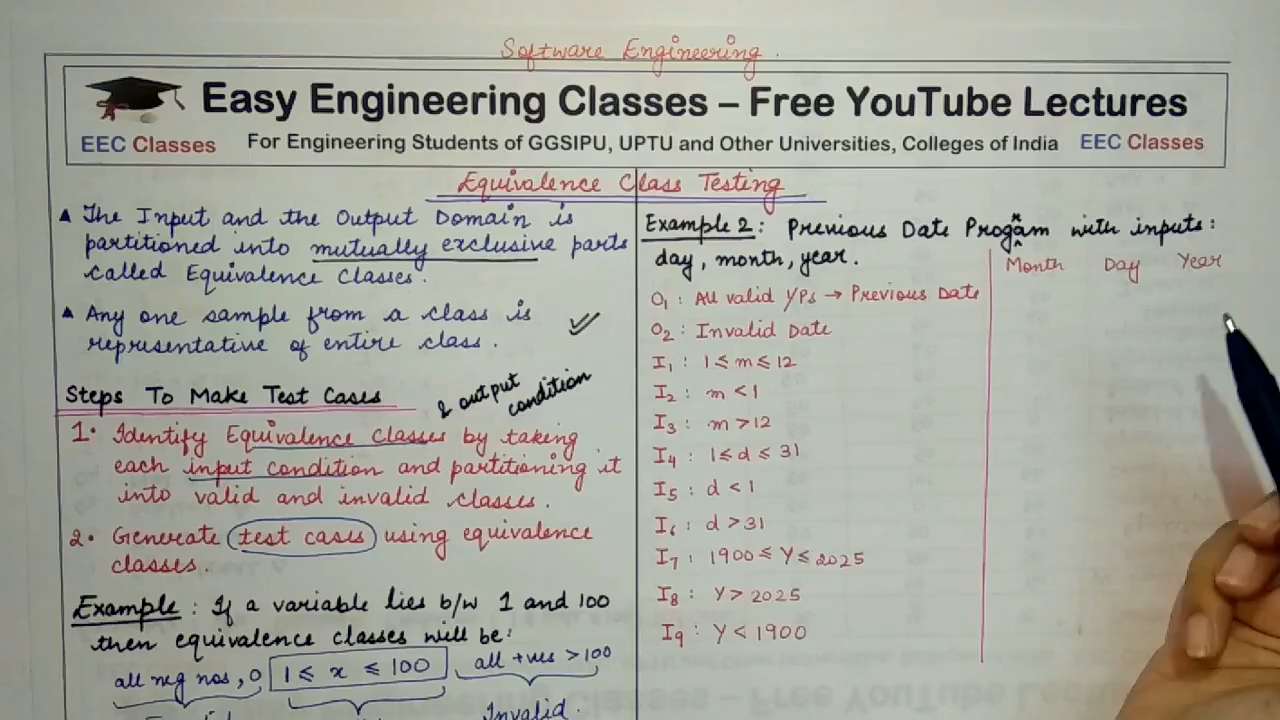 Software Engineering.
Easy Engineering Classes – Free YouTube Lectures
EEC Classes For Engineering Students of GGSIPU, UPTU and Other Universities, Colleges of India EEC Classes
Equivalence Class Testing
▲ The Input and the Output Domain is
partitioned into mutually exclusive parts
called Equivalence Classes.
▲ Any one sample from a class is
representative of entire class.
Steps To Make Test Cases
& output
condition
1. Identify Equivalence Classes by taking
each input condition and partitioning it
into valid and invalid classes.
2. Generate test cases using equivalence
classes.
Example: If a variable lies b/w 1 and 100
then equivalence classes will be:
all neg nos, 0 1 ≤ x ≤ 100 all +ves > 100
Invalid.
Example 2: Previous Date Progam with inputs:
day, month, year.
Month Day Year
O1 : All valid I/Ps → Previous Date
O2 : Invalid Date
I1 : 1 ≤ m ≤ 12
I2 : m < 1
I3 : m > 12
I4 : 1 ≤ d ≤ 31
I5 : d < 1
I6 : d > 31
I7 : 1900 ≤ Y ≤ 2025
I8 : Y > 2025
I9 : Y < 1900